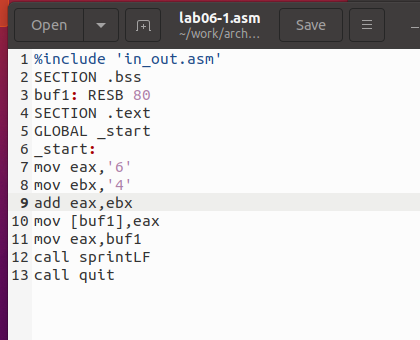 Open lab06-1.asm Save
~/work/arch...
1 %include 'in_out.asm'
2 SECTION .bss
3 buf1: RESB 80
4 SECTION .text
5 GLOBAL _start
6 _start:
7 mov eax,'6'
8 mov ebx,'4'
9 add eax,ebx
10 mov [buf1],eax
11 mov eax,buf1
12 call sprintLF
13 call quit